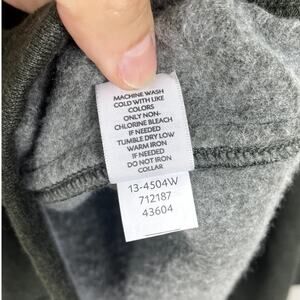 MACHINE WASH
COLD WITH LIKE
COLORS
ONLY NON-
CHLORINE BLEACH
IF NEEDED
TUMBLE DRY LOW
WARM IRON
IF NEEDED
DO NOT IRON
COLLAR
13-4504W
712187
43604